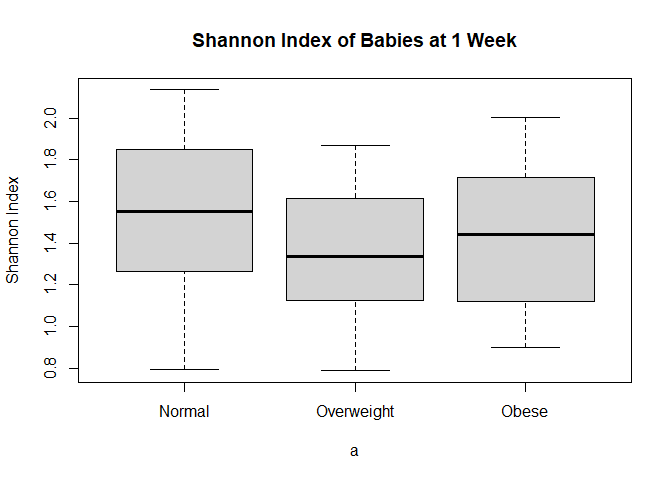 Shannon Index of Babies at 1 Week
Shannon Index
2.0
1.8
1.6
1.4
1.2
1.0
0.8
Normal Overweight Obese
a